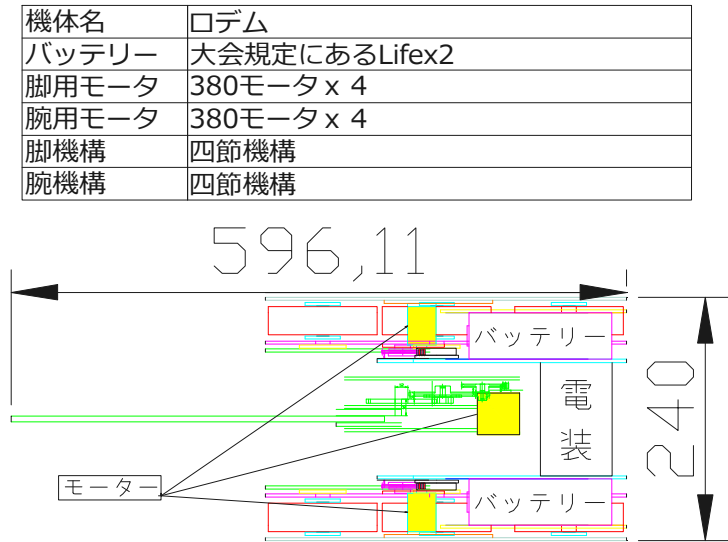 機体名 ロデム
バッテリー 大会規定にあるLifex2
脚用モータ 380モータx 4
腕用モータ 380モータx 4
脚機構 四節機構
腕機構 四節機構
596,11
バッテリー
電装
240
モーター
バッテリー